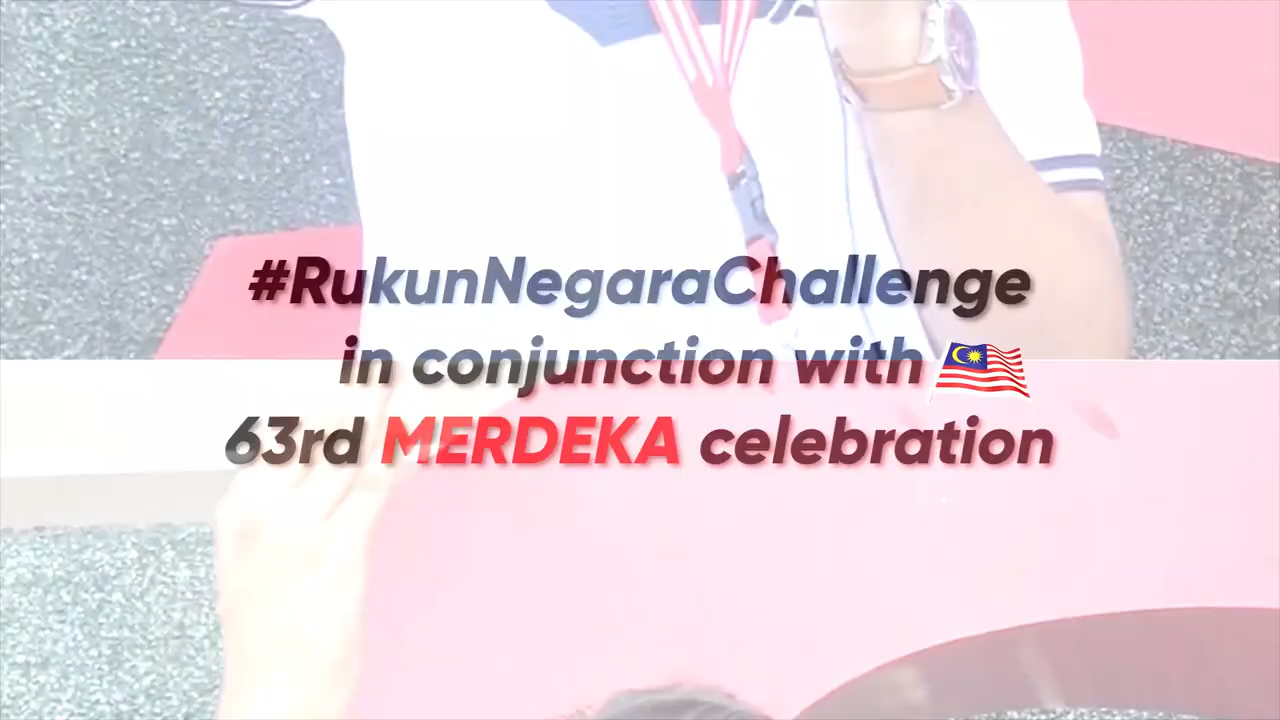 #RukunNegaraChallenge
in conjunction with
63rd MERDEKA celebration